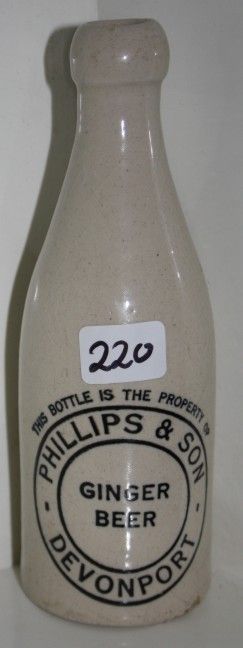 220
THIS BOTTLE IS THE PROPERTY OF
PHILLIPS & SON
GINGER
BEER
- DEVONPORT -